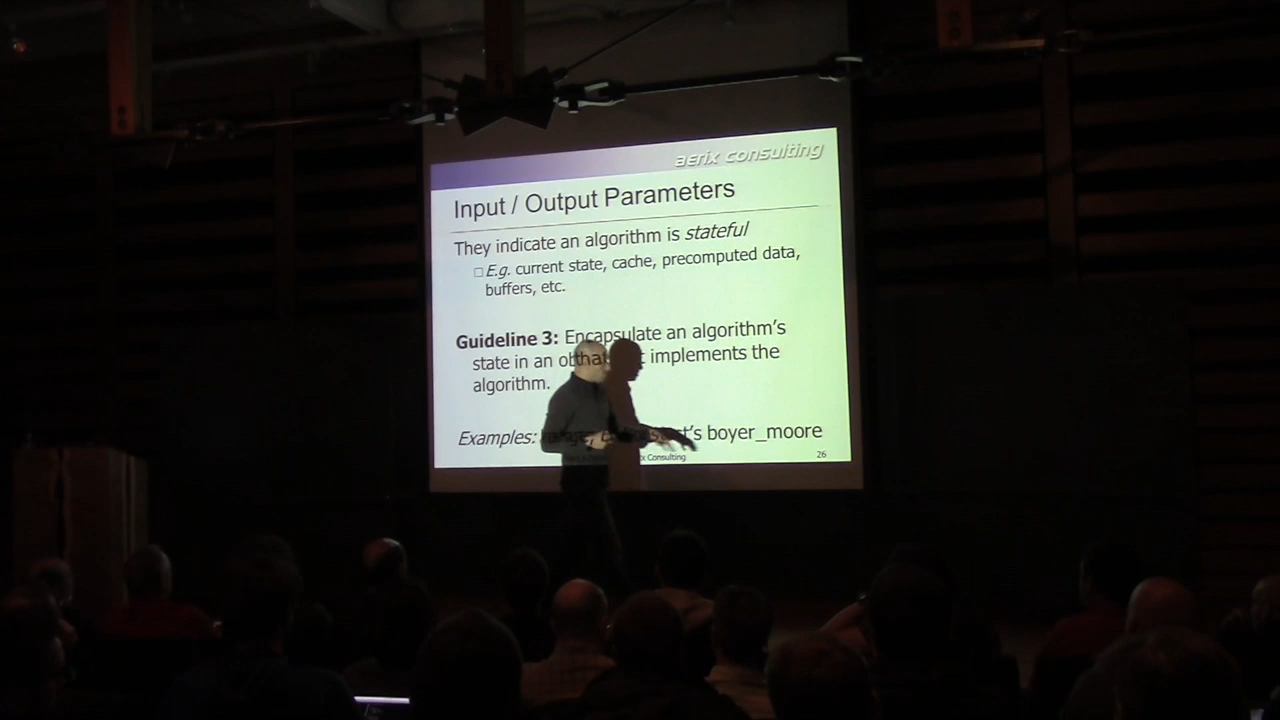 aerix consulting
Input / Output Parameters
They indicate an algorithm is stateful
E.g. current state, cache, precomputed data,
buffers, etc.
Guideline 3: Encapsulate an algorithm's
state in an that implements the
algorithm.
Examples: boyer_moore
Consulting 26